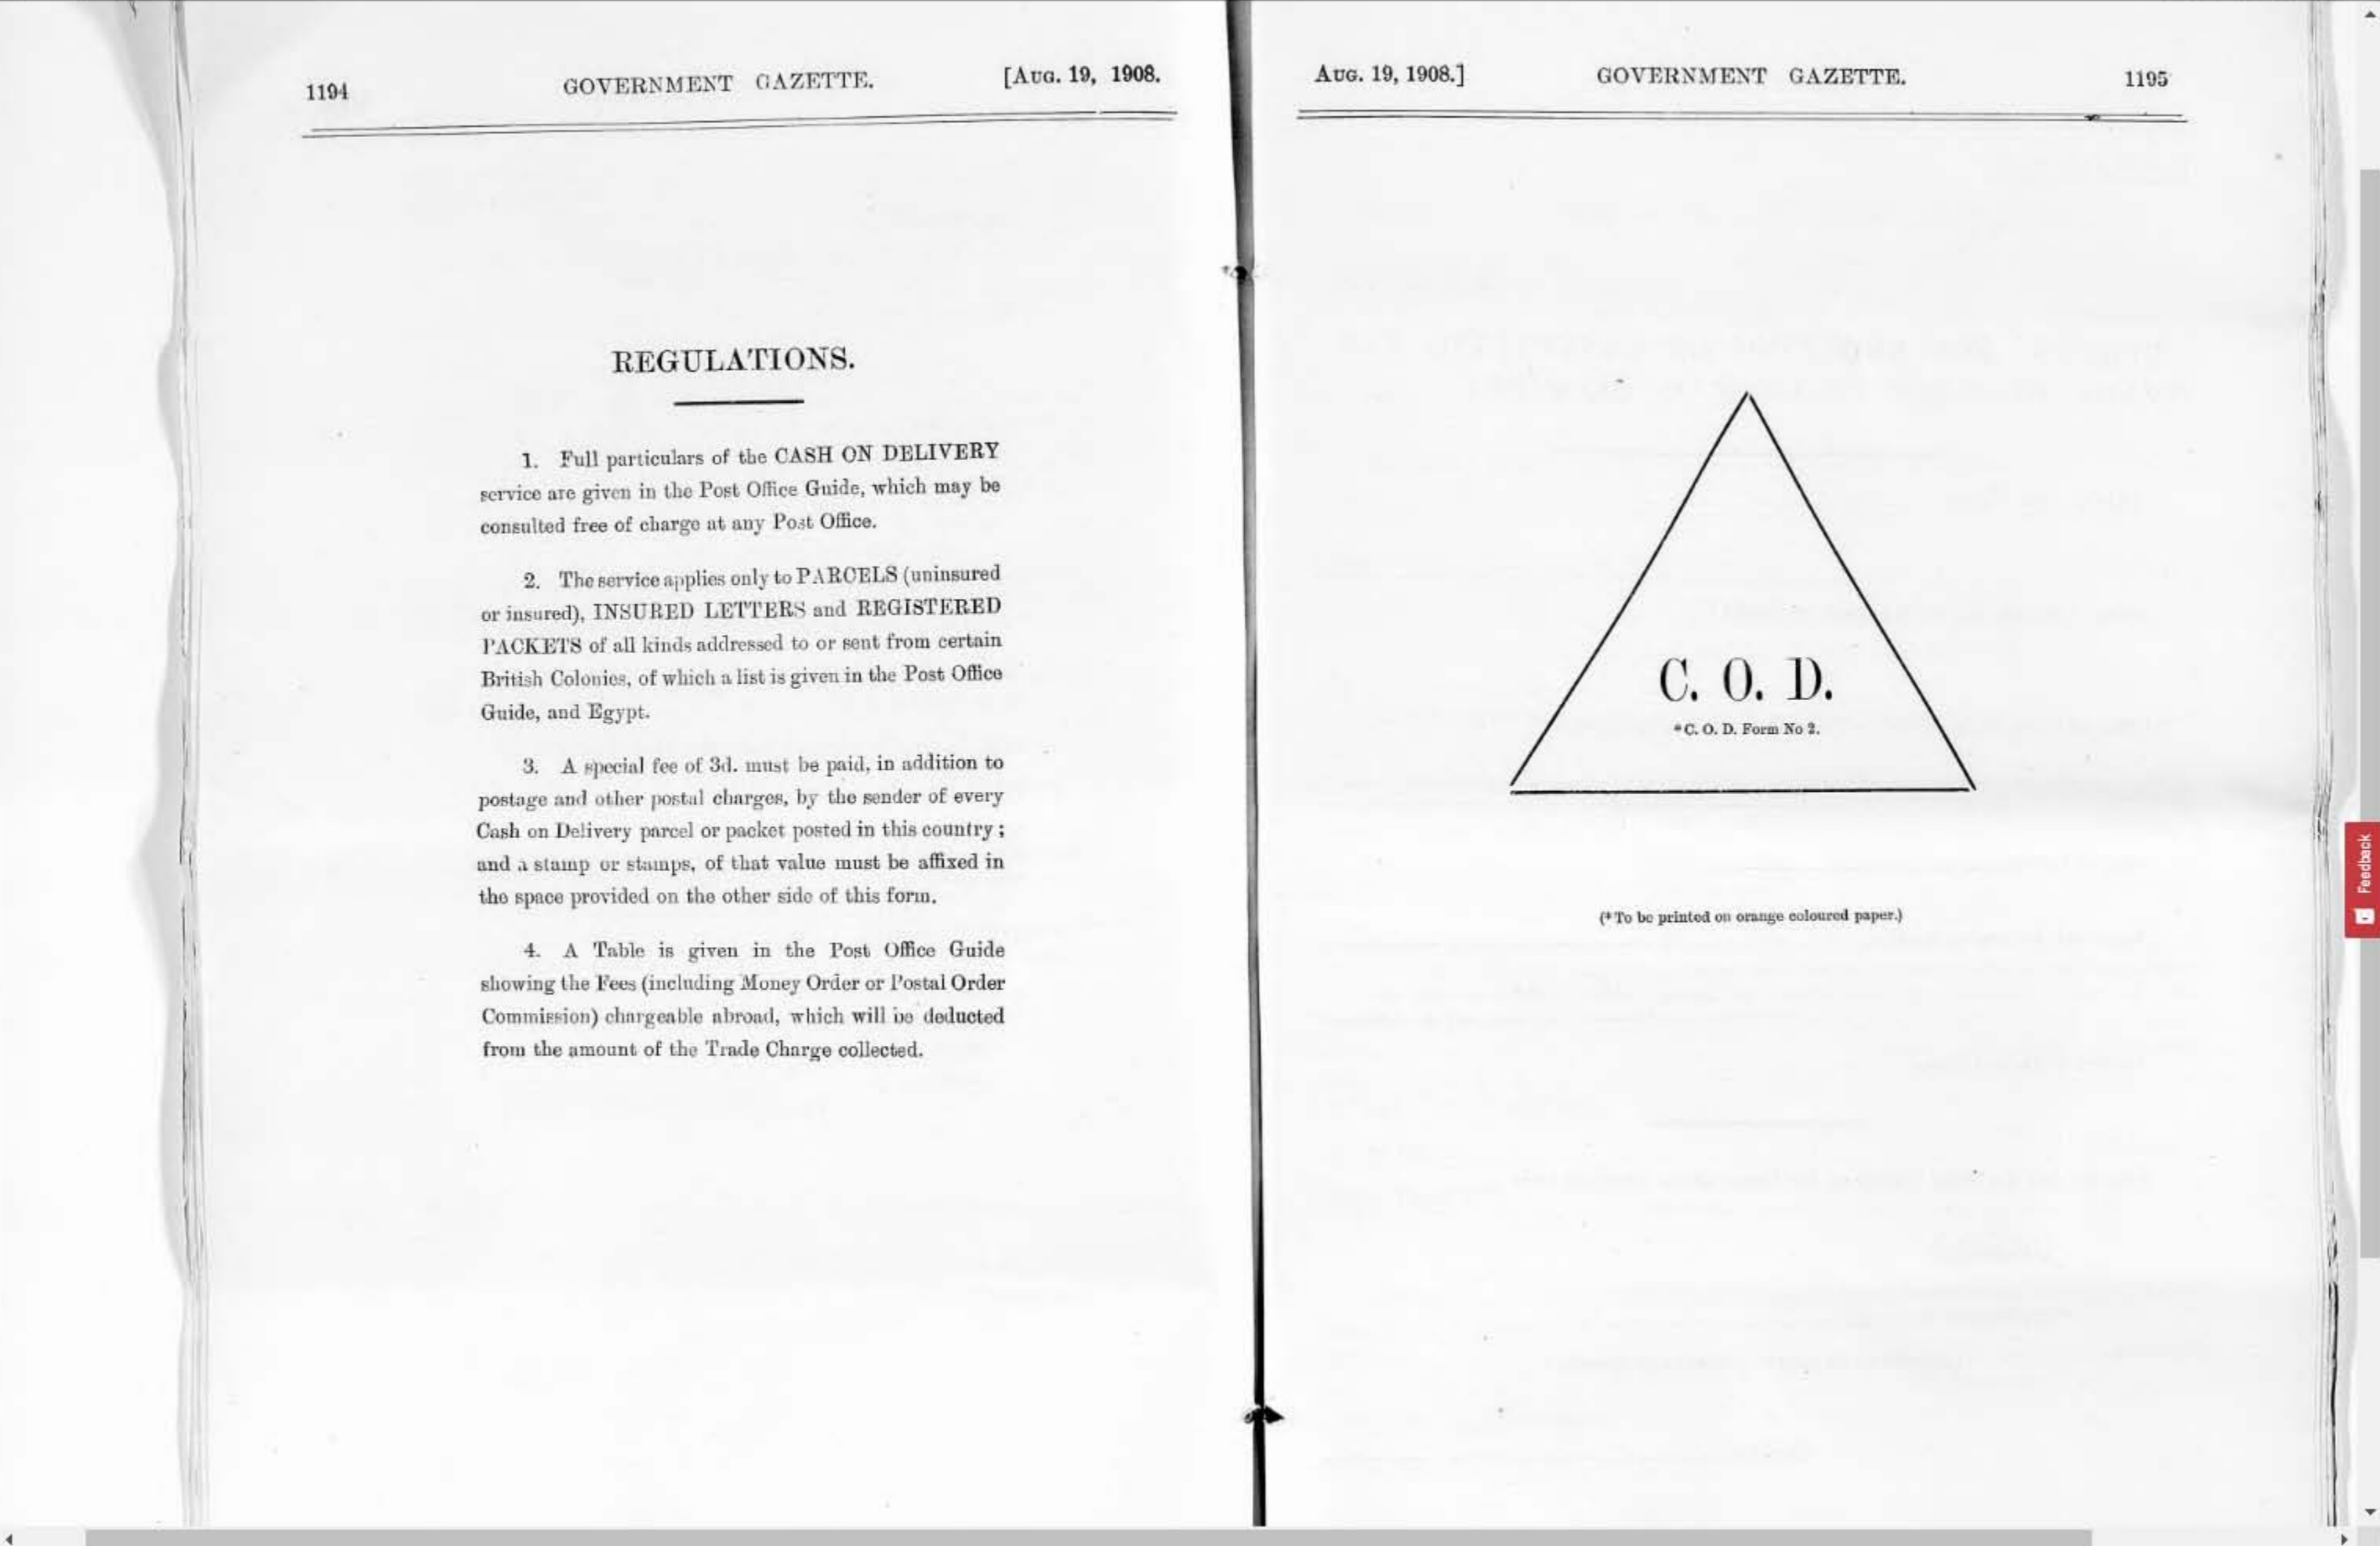 1194 GOVERNMENT GAZETTE. [AUG. 19, 1908.
REGULATIONS.
1. Full particulars of the CASH ON DELIVERY
service are given in the Post Office Guide, which may be
consulted free of charge at any Post Office.
2. The service applies only to PARCELS (uninsured
or insured), INSURED LETTERS and REGISTERED
PACKETS of all kinds addressed to or sent from certain
British Colonies, of which a list is given in the Post Office
Guide, and Egypt.
3. A special fee of 3d. must be paid, in addition to
postage and other postal charges, by the sender of every
Cash on Delivery parcel or packet posted in this country;
and a stamp or stamps, of that value must be affixed in
the space provided on the other side of this form.
4. A Table is given in the Post Office Guide
showing the Fees (including Money Order or Postal Order
Commission) chargeable abroad, which will be deducted
from the amount of the Trade Charge collected.
AUG. 19, 1908.] GOVERNMENT GAZETTE. 1195
C. O. D.
*C. O. D. Form No 2.
(*To be printed on orange coloured paper.)
Feedback